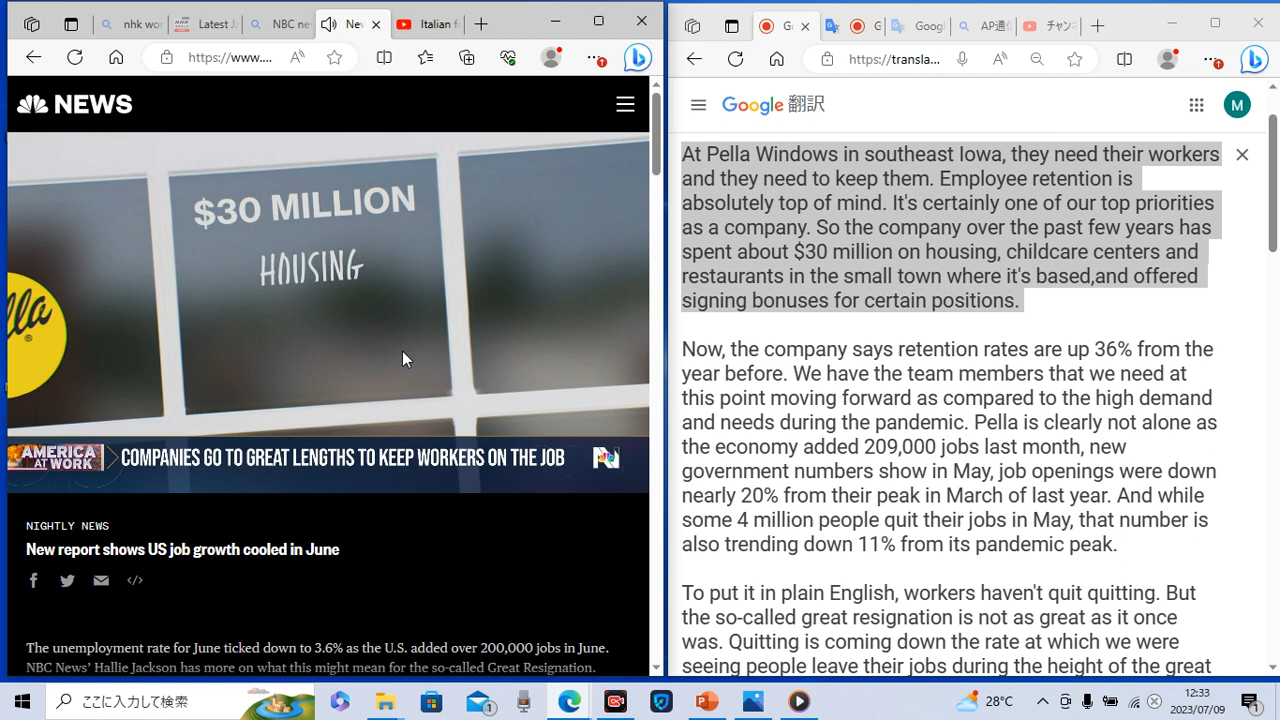 nhk wor
Latest J
NBC ne
Nev
Italian fo
https://www....
NEWS
$30 MILLION
HOUSING
lla
AMERICA
AT WORK
COMPANIES GO TO GREAT LENGTHS TO KEEP WORKERS ON THE JOB
N
NIGHTLY NEWS
New report shows US job growth cooled in June
The unemployment rate for June ticked down to 3.6% as the U.S. added over 200,000 jobs in June.
NBC News' Hallie Jackson has more on what this might mean for the so-called Great Resignation.
Go
G
Googl
AP通信
チャンネ
https://transla...
Google 翻訳
M
At Pella Windows in southeast Iowa, they need their workers
and they need to keep them. Employee retention is
absolutely top of mind. It's certainly one of our top priorities
as a company. So the company over the past few years has
spent about $30 million on housing, childcare centers and
restaurants in the small town where it's based,and offered
signing bonuses for certain positions.
Now, the company says retention rates are up 36% from the
year before. We have the team members that we need at
this point moving forward as compared to the high demand
and needs during the pandemic. Pella is clearly not alone as
the economy added 209,000 jobs last month, new
government numbers show in May, job openings were down
nearly 20% from their peak in March of last year. And while
some 4 million people quit their jobs in May, that number is
also trending down 11% from its pandemic peak.
To put it in plain English, workers haven't quit quitting. But
the so-called great resignation is not as great as it once
was. Quitting is coming down the rate at which we were
seeing people leave their jobs during the height of the great
ここに入力して検索
1
28°C
12:33
2023/07/09
1